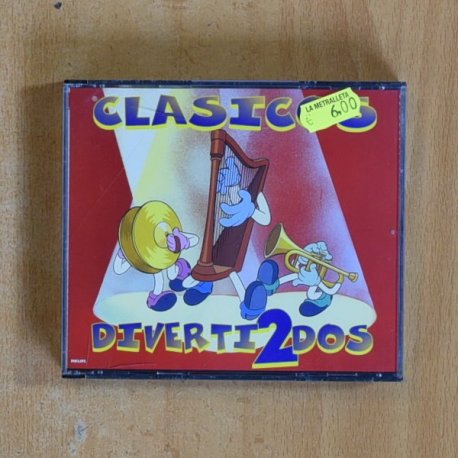 CLASICOS
LA METRALLETA
€ 6,00
DIVERTI2DOS
PHILIPS